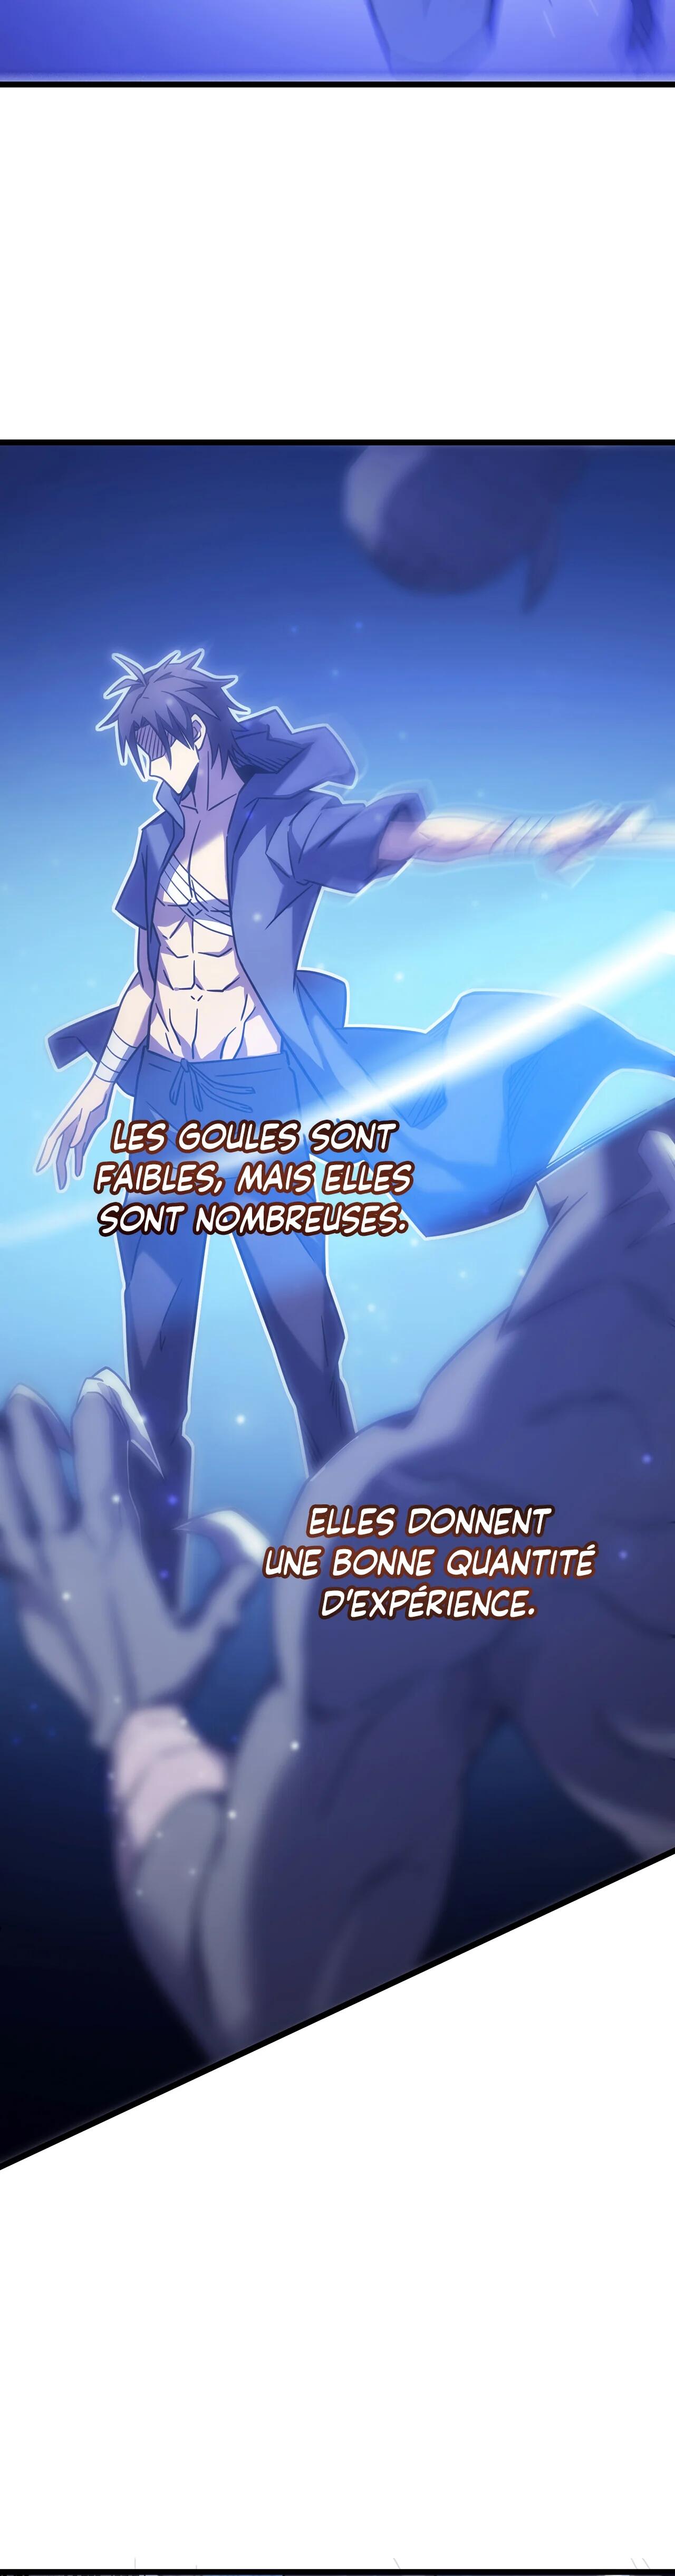 LES GOULES SONT
FAIBLES, MAIS ELLES
SONT NOMBREUSES.
ELLES DONNENT
UNE BONNE QUANTITÉ
D'EXPÉRIENCE.